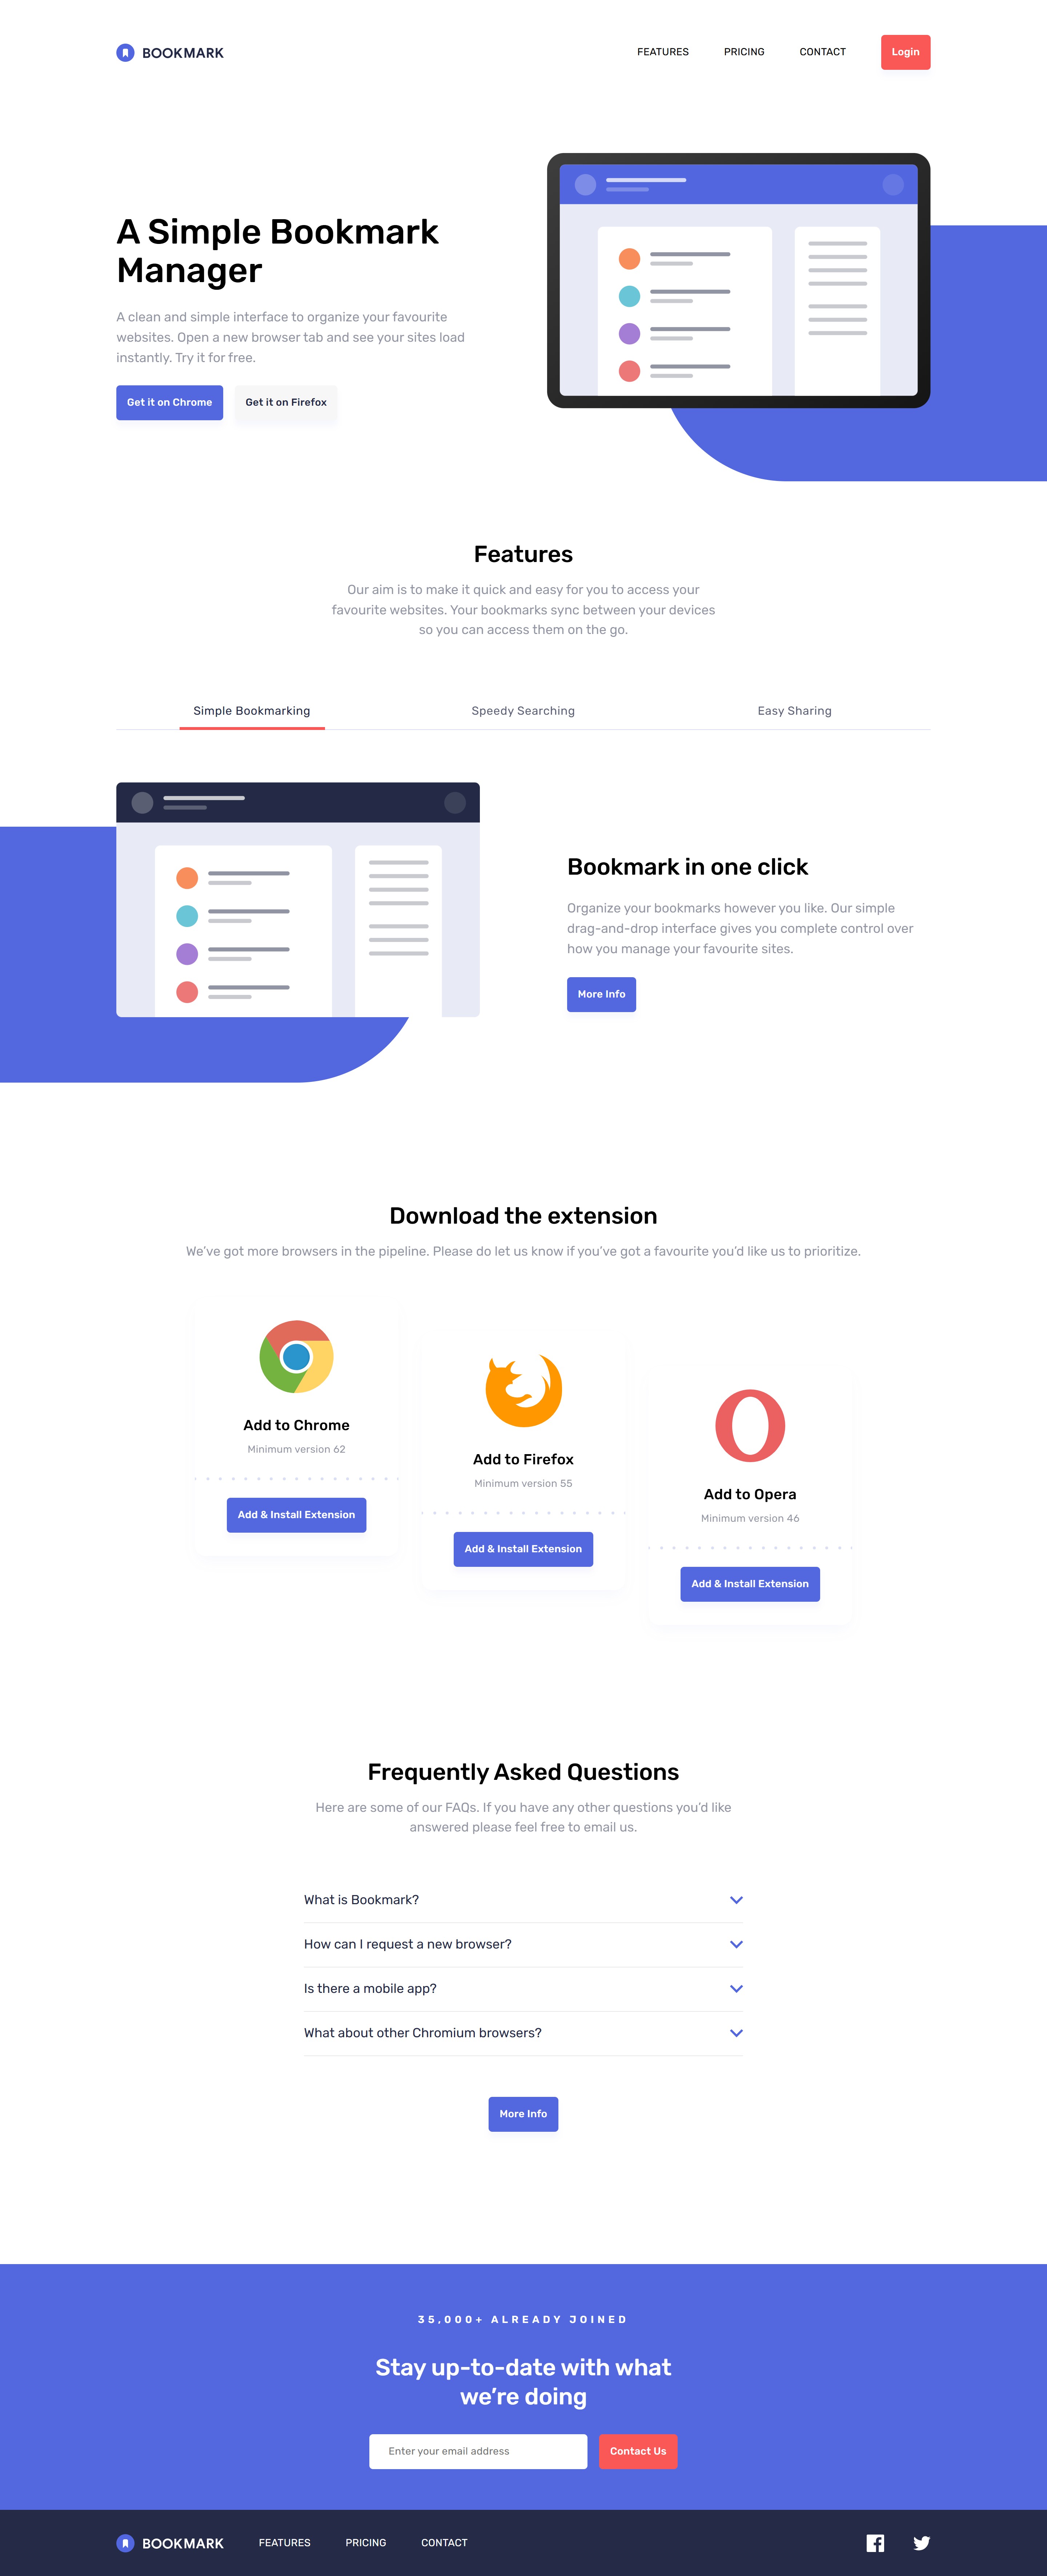 BOOKMARK
FEATURES PRICING CONTACT Login
A Simple Bookmark
Manager
A clean and simple interface to organize your favourite
websites. Open a new browser tab and see your sites load
instantly. Try it for free.
Get it on Chrome Get it on Firefox
Features
Our aim is to make it quick and easy for you to access your
favourite websites. Your bookmarks sync between your devices
so you can access them on the go.
Simple Bookmarking Speedy Searching Easy Sharing
Bookmark in one click
Organize your bookmarks however you like. Our simple
drag-and-drop interface gives you complete control over
how you manage your favourite sites.
More Info
Download the extension
We've got more browsers in the pipeline. Please do let us know if you've got a favourite you'd like us to prioritize.
Add to Chrome
Minimum version 62
Add & Install Extension
Add to Firefox
Minimum version 55
Add & Install Extension
Add to Opera
Minimum version 46
Add & Install Extension
Frequently Asked Questions
Here are some of our FAQs. If you have any other questions you'd like
answered please feel free to email us.
What is Bookmark?
How can I request a new browser?
Is there a mobile app?
What about other Chromium browsers?
More Info
35,000+ ALREADY JOINED
Stay up-to-date with what
we're doing
Enter your email address Contact Us
BOOKMARK FEATURES PRICING CONTACT